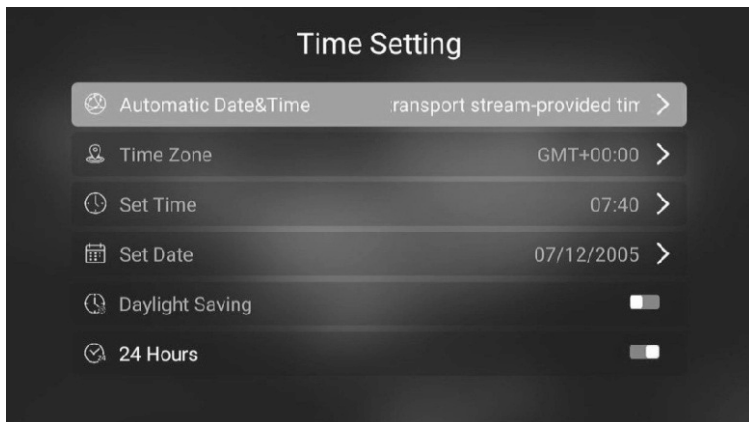 Time Setting
Automatic Date&Time ransport stream-provided tim
Time Zone GMT+00:00
Set Time 07:40
Set Date 07/12/2005
Daylight Saving
24 Hours